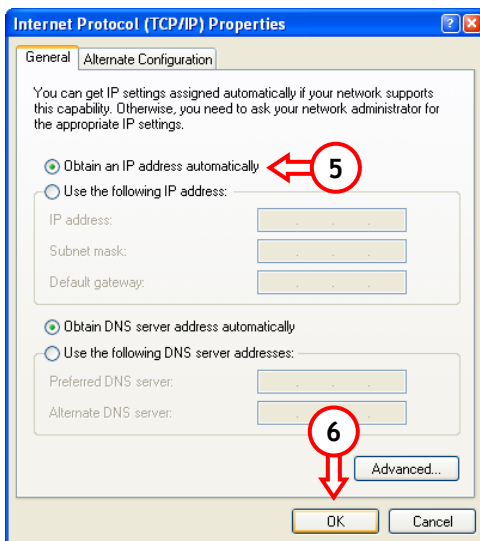 Internet Protocol (TCP/IP) Properties
General
Alternate Configuration
You can get IP settings assigned automatically if your network supports
this capability. Otherwise, you need to ask your network administrator for
the appropriate IP settings.
Obtain an IP address automatically
5
Use the following IP address:
IP address:
Subnet mask:
Default gateway:
Obtain DNS server address automatically
Use the following DNS server addresses:
Preferred DNS server:
Alternate DNS server:
6
Advanced...
OK
Cancel